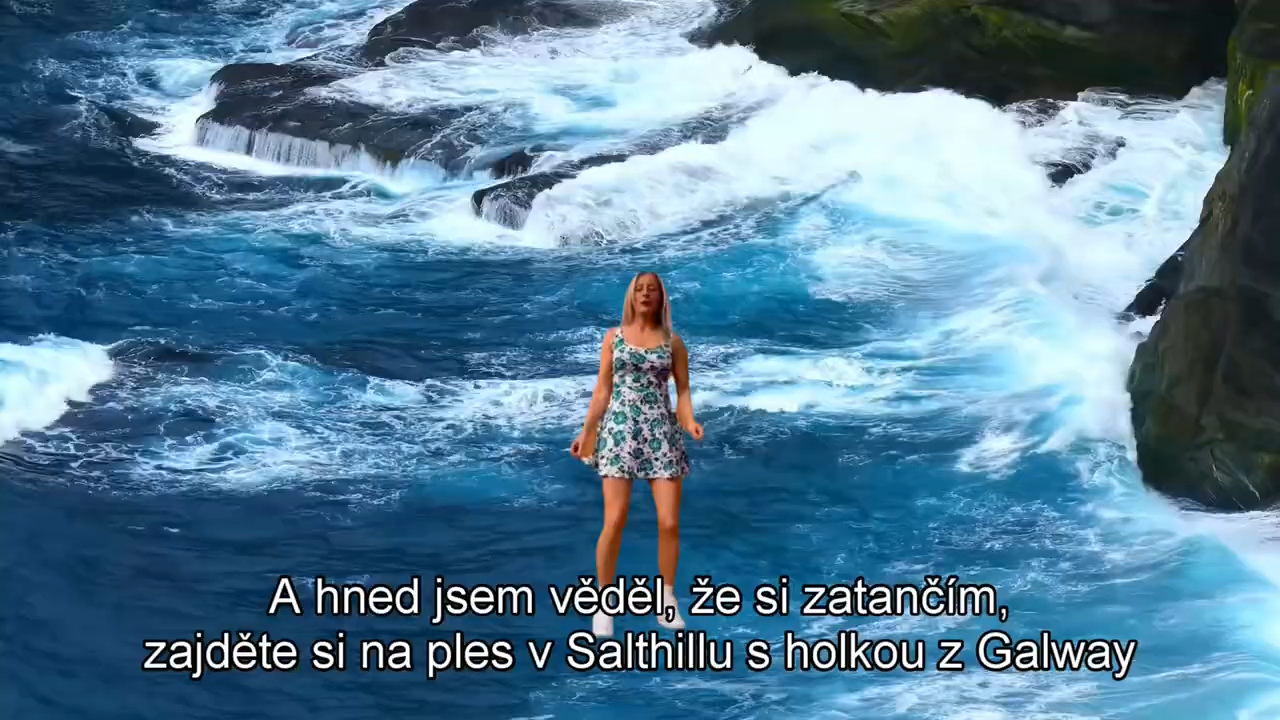 A hned jsem věděl, že si zatančím,
zajděte si na ples v Salthillu s holkou z Galway